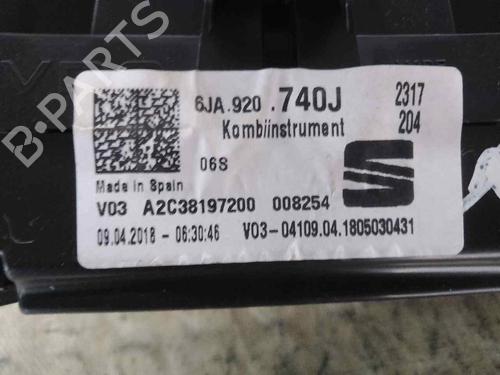 6JA.920 .740J 2317
Kombiinstrument 204
06S
Made in Spain
V03 A2C38197200 008254
09.04.2018 - 06:30:46 V03-04109.04.1805030431
B-PARTS